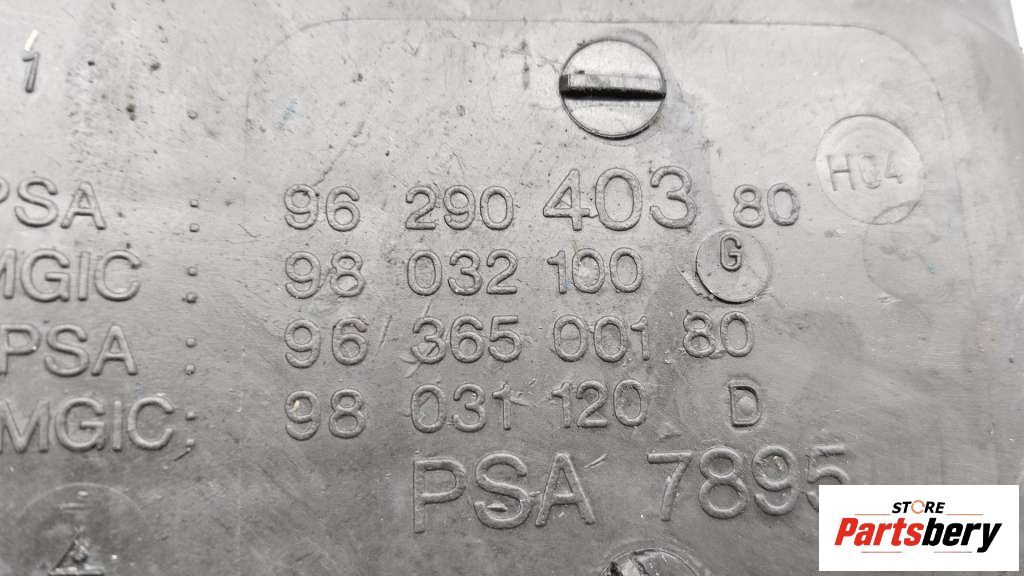 1
H04
PSA : 96 290 403 80
MGIC : 98 032 100 G
PSA : 96 365 001 80
MGIC: 98 031 120 D
PSA 7895
STORE
Partsbery